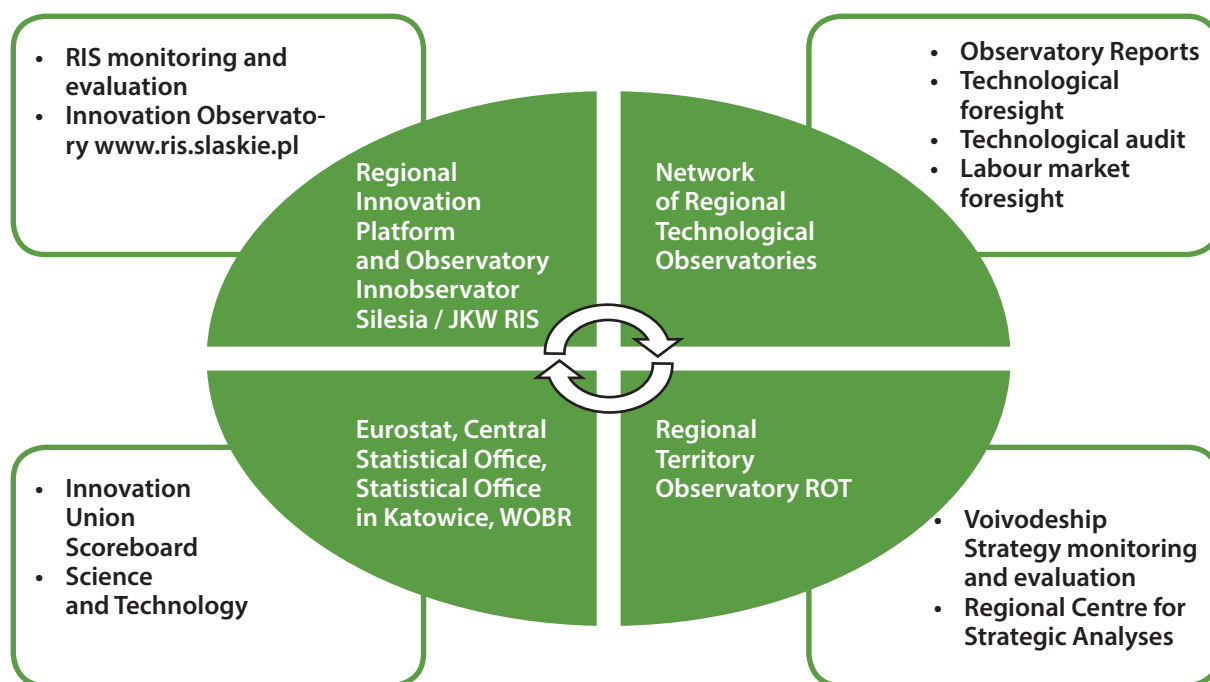 • RIS monitoring and
evaluation
• Innovation Observato-
ry www.ris.slaskie.pl
Regional
Innovation
Platform
and Observatory
Innobservator
Silesia / JKW RIS
Network
of Regional
Technological
Observatories
• Observatory Reports
• Technological
foresight
• Technological audit
• Labour market
foresight
• Innovation
Union
Scoreboard
• Science
and Technology
Eurostat, Central
Statistical Office,
Statistical Office
in Katowice, WOBR
Regional
Territory
Observatory ROT
• Voivodeship
Strategy monitoring
and evaluation
• Regional Centre for
Strategic Analyses